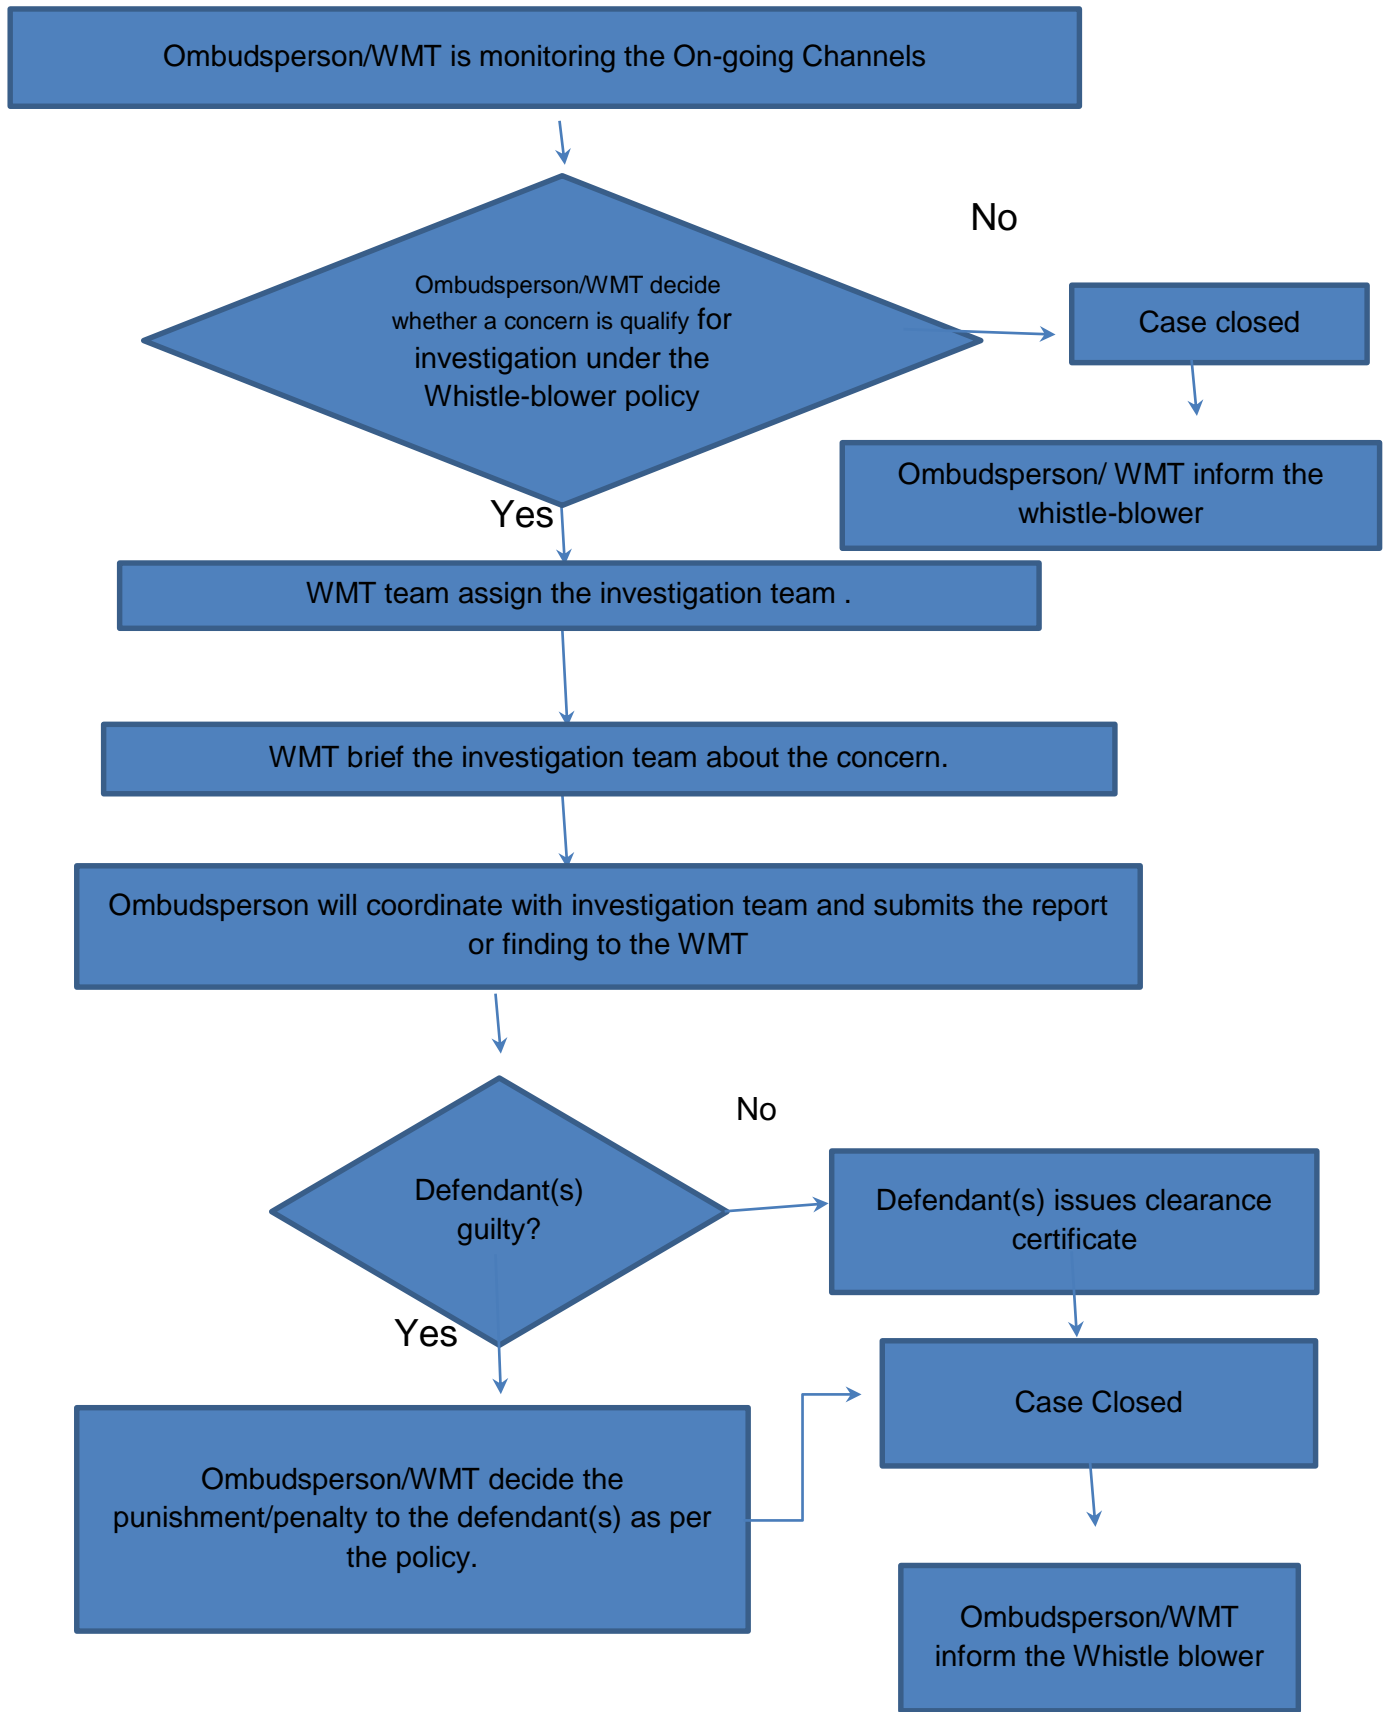 Ombudsperson/WMT is monitoring the On-going Channels
No
Ombudsperson/WMT decide
whether a concern is qualify for
investigation under the
Whistle-blower policy
Case closed
Ombudsperson/ WMT inform the
whistle-blower
Yes
WMT team assign the investigation team .
WMT brief the investigation team about the concern.
Ombudsperson will coordinate with investigation team and submits the report
or finding to the WMT
No
Defendant(s)
guilty?
Defendant(s) issues clearance
certificate
Yes
Case Closed
Ombudsperson/WMT decide the
punishment/penalty to the defendant(s) as per
the policy.
Ombudsperson/WMT
inform the Whistle blower